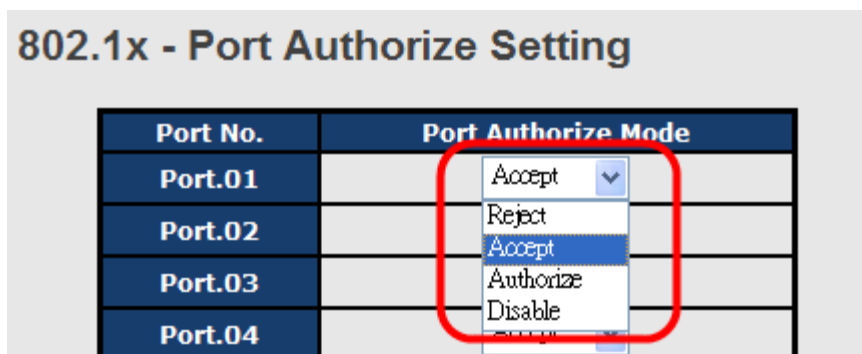 802.1x - Port Authorize Setting
Port No. Port Authorize Mode
Port.01 Accept
Reject
Port.02
Accept
Port.03 Authorize
Disable
Port.04